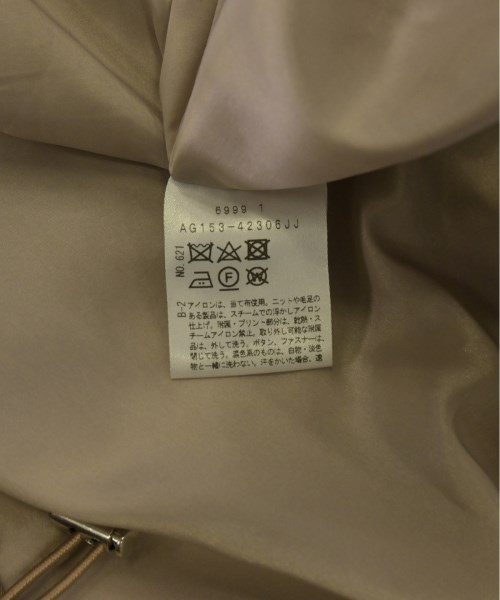 6999 1
AG153-42306JJ
NO.621
F
W
B-2
アイロンは、当て布使用。ニットや毛足の
ある製品は、スチームでの浮かしアイロン
仕上げ。附属・プリント部分は、乾熱・ス
チームアイロン禁止。取り外し可能な附属
品は、外して洗う。ボタン、ファスナーは、
閉じて洗う。濃色系のものは、白物・淡色
物と一緒に洗わない。汗をかいた場合、速